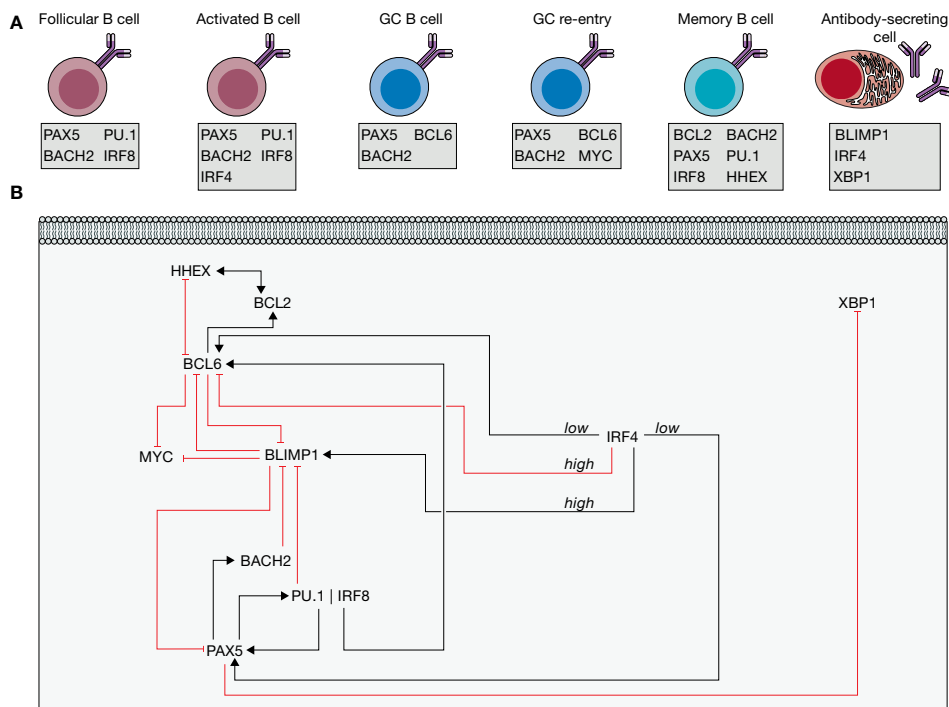 A
Follicular B cell
Activated B cell
GC B cell
GC re-entry
Memory B cell
Antibody-secreting
cell
PAX5 PU.1
BACH2 IRF8
PAX5 PU.1
BACH2 IRF8
IRF4
PAX5 BCL6
BACH2
PAX5 BCL6
BACH2 MYC
BCL2 BACH2
PAX5 PU.1
IRF8 HHEX
BLIMP1
IRF4
XBP1
B
HHEX
BCL2
XBP1
BCL6
low IRF4 low
MYC
BLIMP1
high
high
BACH2
PU.1 | IRF8
PAX5